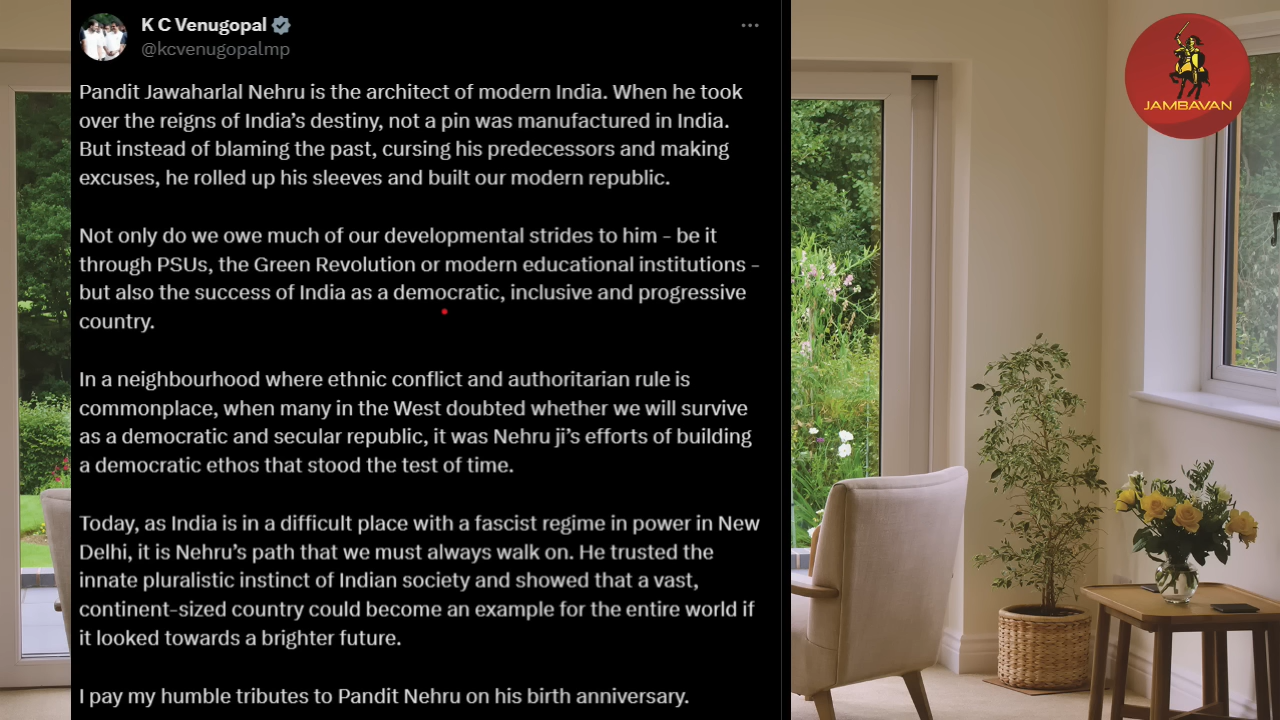 K C Venugopal
@kcvenugopalmp
Pandit Jawaharlal Nehru is the architect of modern India. When he took
over the reigns of India's destiny, not a pin was manufactured in India.
But instead of blaming the past, cursing his predecessors and making
excuses, he rolled up his sleeves and built our modern republic.
Not only do we owe much of our developmental strides to him - be it
through PSUs, the Green Revolution or modern educational institutions -
but also the success of India as a democratic, inclusive and progressive
country.
In a neighbourhood where ethnic conflict and authoritarian rule is
commonplace, when many in the West doubted whether we will survive
as a democratic and secular republic, it was Nehru ji's efforts of building
a democratic ethos that stood the test of time.
Today, as India is in a difficult place with a fascist regime in power in New
Delhi, it is Nehru's path that we must always walk on. He trusted the
innate pluralistic instinct of Indian society and showed that a vast,
continent-sized country could become an example for the entire world if
it looked towards a brighter future.
I pay my humble tributes to Pandit Nehru on his birth anniversary.
JAMBAVAN